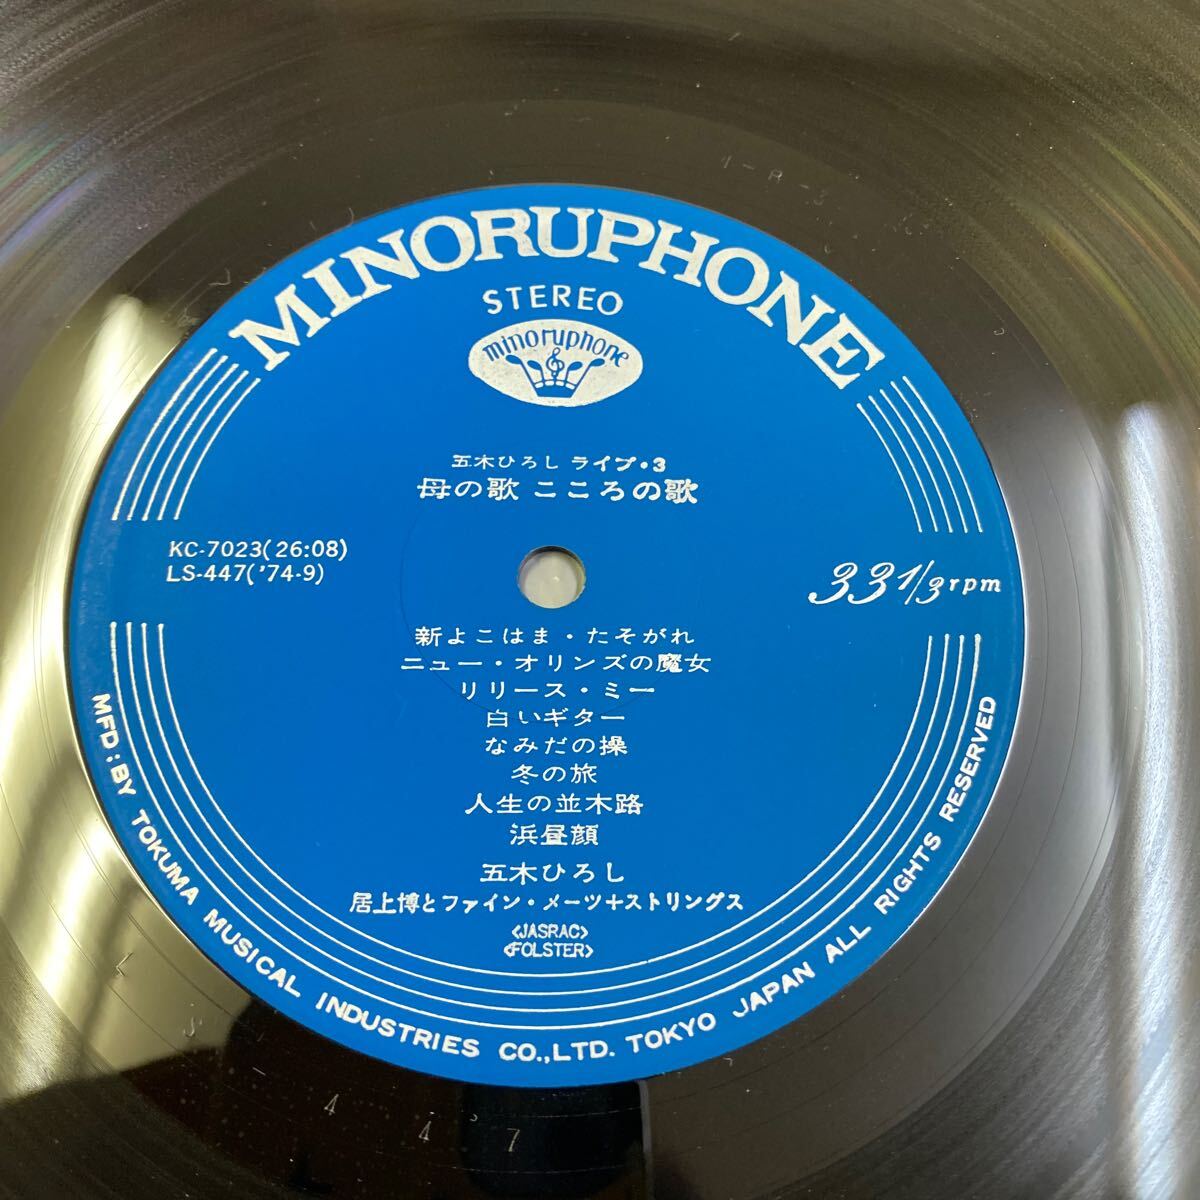 MINORUPHONE
STEREO
minoruphone
五木ひろし ライブ・3
母の歌 こころの歌
KC-7023(26:08)
LS-447('74-9)
33 1/3 rpm
新よこはま・たそがれ
ニュー・オリンズの魔女
リリース・ミー
白いギター
なみだの操
冬の旅
人生の並木路
浜昼顔
五木ひろし
居上博とファイン・メーツ+ストリングス
<JASRAC>
<FOLSTER>
MFD: BY TOKUMA MUSICAL INDUSTRIES CO.,LTD. TOKYO JAPAN ALL RIGHTS RESERVED
4 4 7